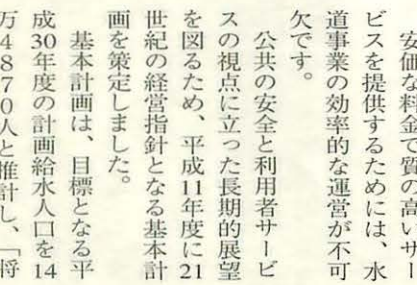 安価な料金で質の高いサー
ビスを提供するためには、水
道事業の効率的な運営が不可
欠です。
公共の安全と利用者サービ
スの視点に立った長期的展望
を図るため、平成11年度に21
世紀の経営指針となる基本計
画を策定しました。
基本計画は、目標となる平
成30年度の計画給水人口を14
万4870人と推計し、「将